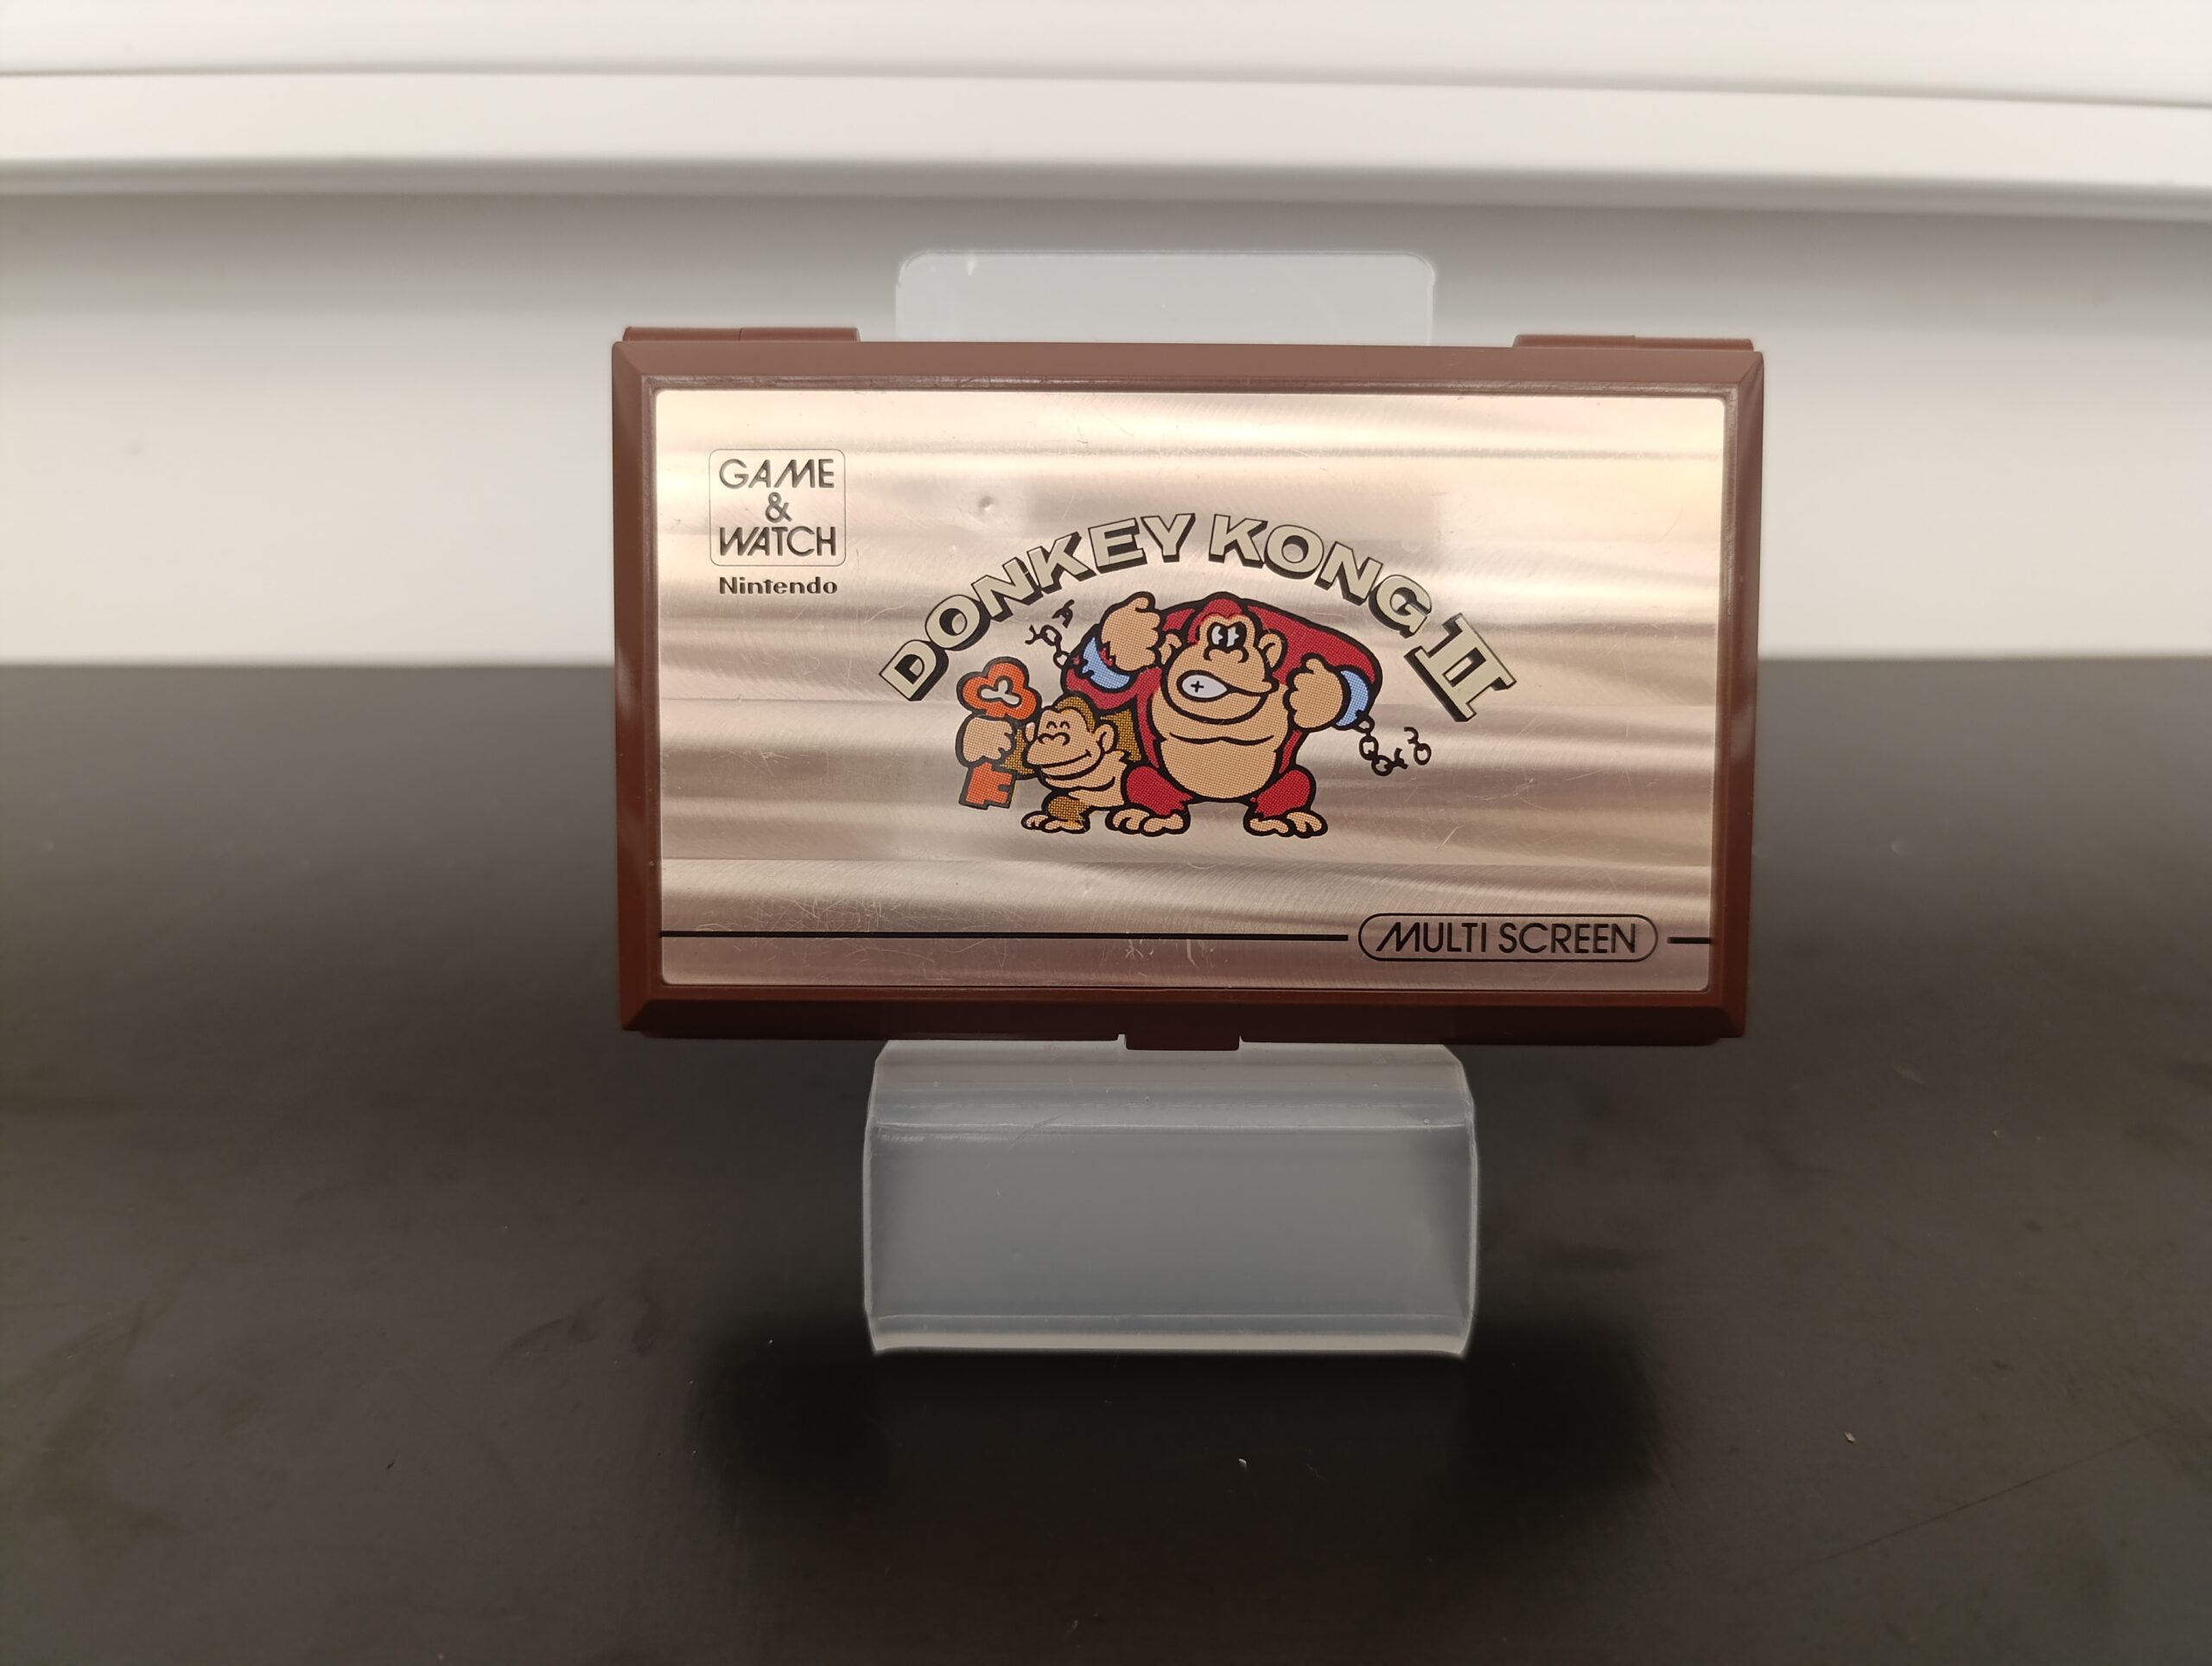 GAME
&
WATCH
Nintendo
DONKEY KONG II
MULTI SCREEN